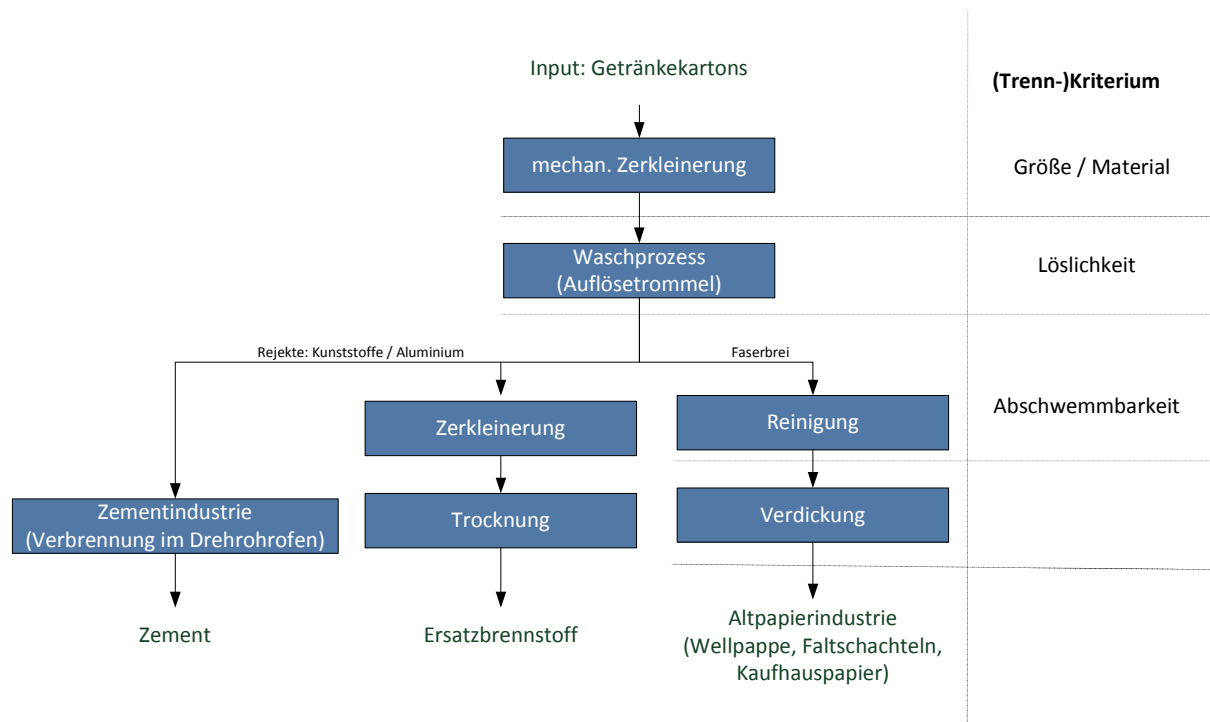 Input: Getränkekartons
(Trenn-)Kriterium
mechan. Zerkleinerung
Größe / Material
Waschprozess
(Auflösetrommel)
Löslichkeit
Rejekte: Kunststoffe / Aluminium
Faserbrei
Zerkleinerung
Reinigung
Abschwemmbarkeit
Zementindustrie
(Verbrennung im Drehrohrofen)
Trocknung
Verdickung
Zement
Ersatzbrennstoff
Altpapierindustrie
(Wellpappe, Faltschachteln,
Kaufhauspapier)